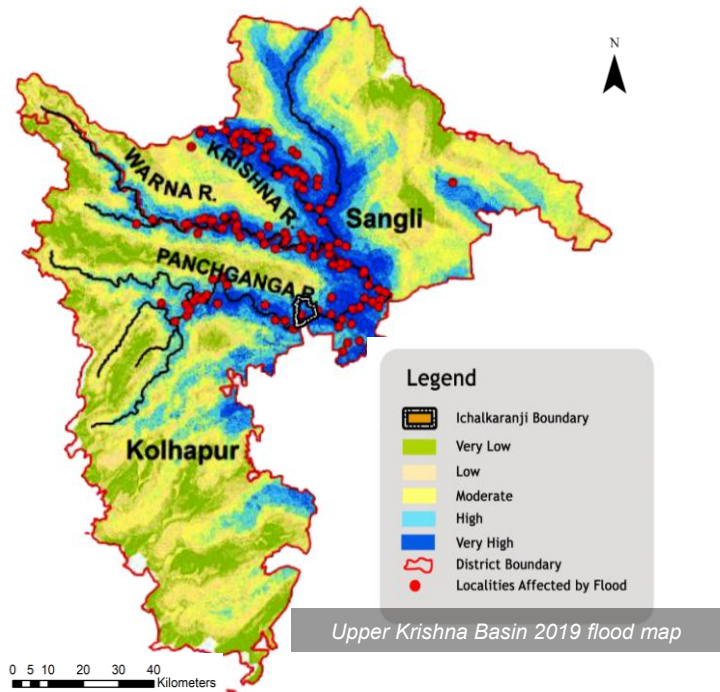 N
WARNA R.
KRISHNA R.
Sangli
PANCHGANGA R.
Kolhapur
Legend
Ichalkaranji Boundary
Very Low
Low
Moderate
High
Very High
District Boundary
Localities Affected by Flood
Upper Krishna Basin 2019 flood map
0 5 10 20 30 40
Kilometers